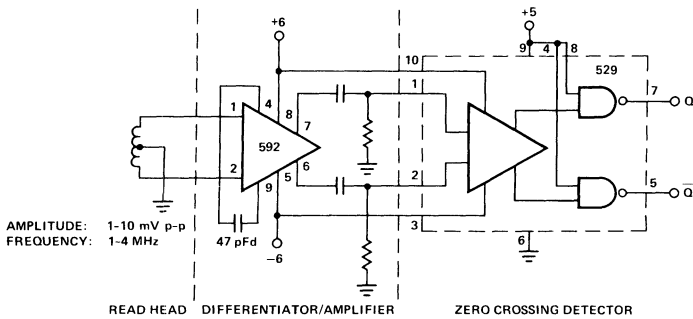 +6
+5
9 4 8
10
529
1
4
8
7
1
592
7
Q
2
6
9
5
2
5
Q̄
3
6
AMPLITUDE: 1-10 mV p-p
FREQUENCY: 1-4 MHz
47 pFd
−6
READ HEAD DIFFERENTIATOR/AMPLIFIER ZERO CROSSING DETECTOR